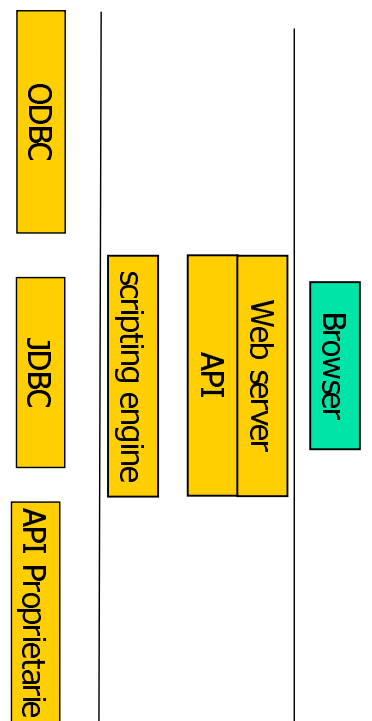 Browser
Web server
API
scripting engine
ODBC
JDBC
API Proprietarie